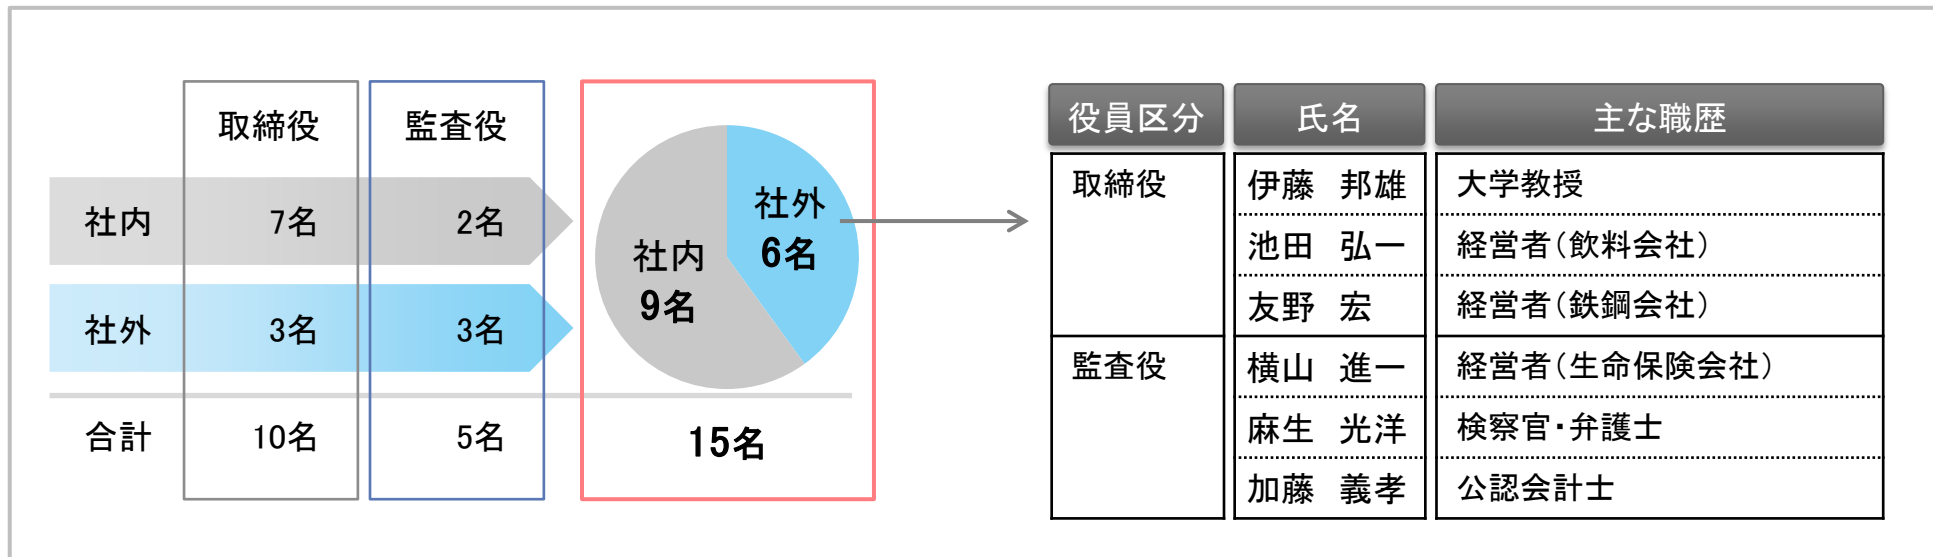 取締役 監査役
社内 7名 2名
社外 3名 3名
合計 10名 5名
社外
6名
社内
9名
15名
役員区分 氏名 主な職歴
取締役 伊藤 邦雄 大学教授
池田 弘一 経営者(飲料会社)
友野 宏 経営者(鉄鋼会社)
監査役 横山 進一 経営者(生命保険会社)
麻生 光洋 検察官・弁護士
加藤 義孝 公認会計士